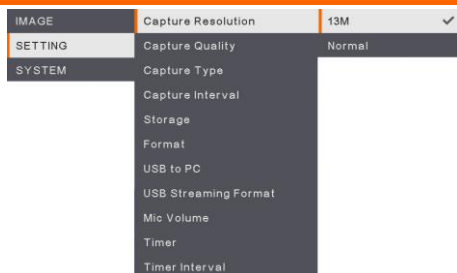 IMAGE
SETTING
SYSTEM
Capture Resolution
Capture Quality
Capture Type
Capture Interval
Storage
Format
USB to PC
USB Streaming Format
Mic Volume
Timer
Timer Interval
13M
Normal